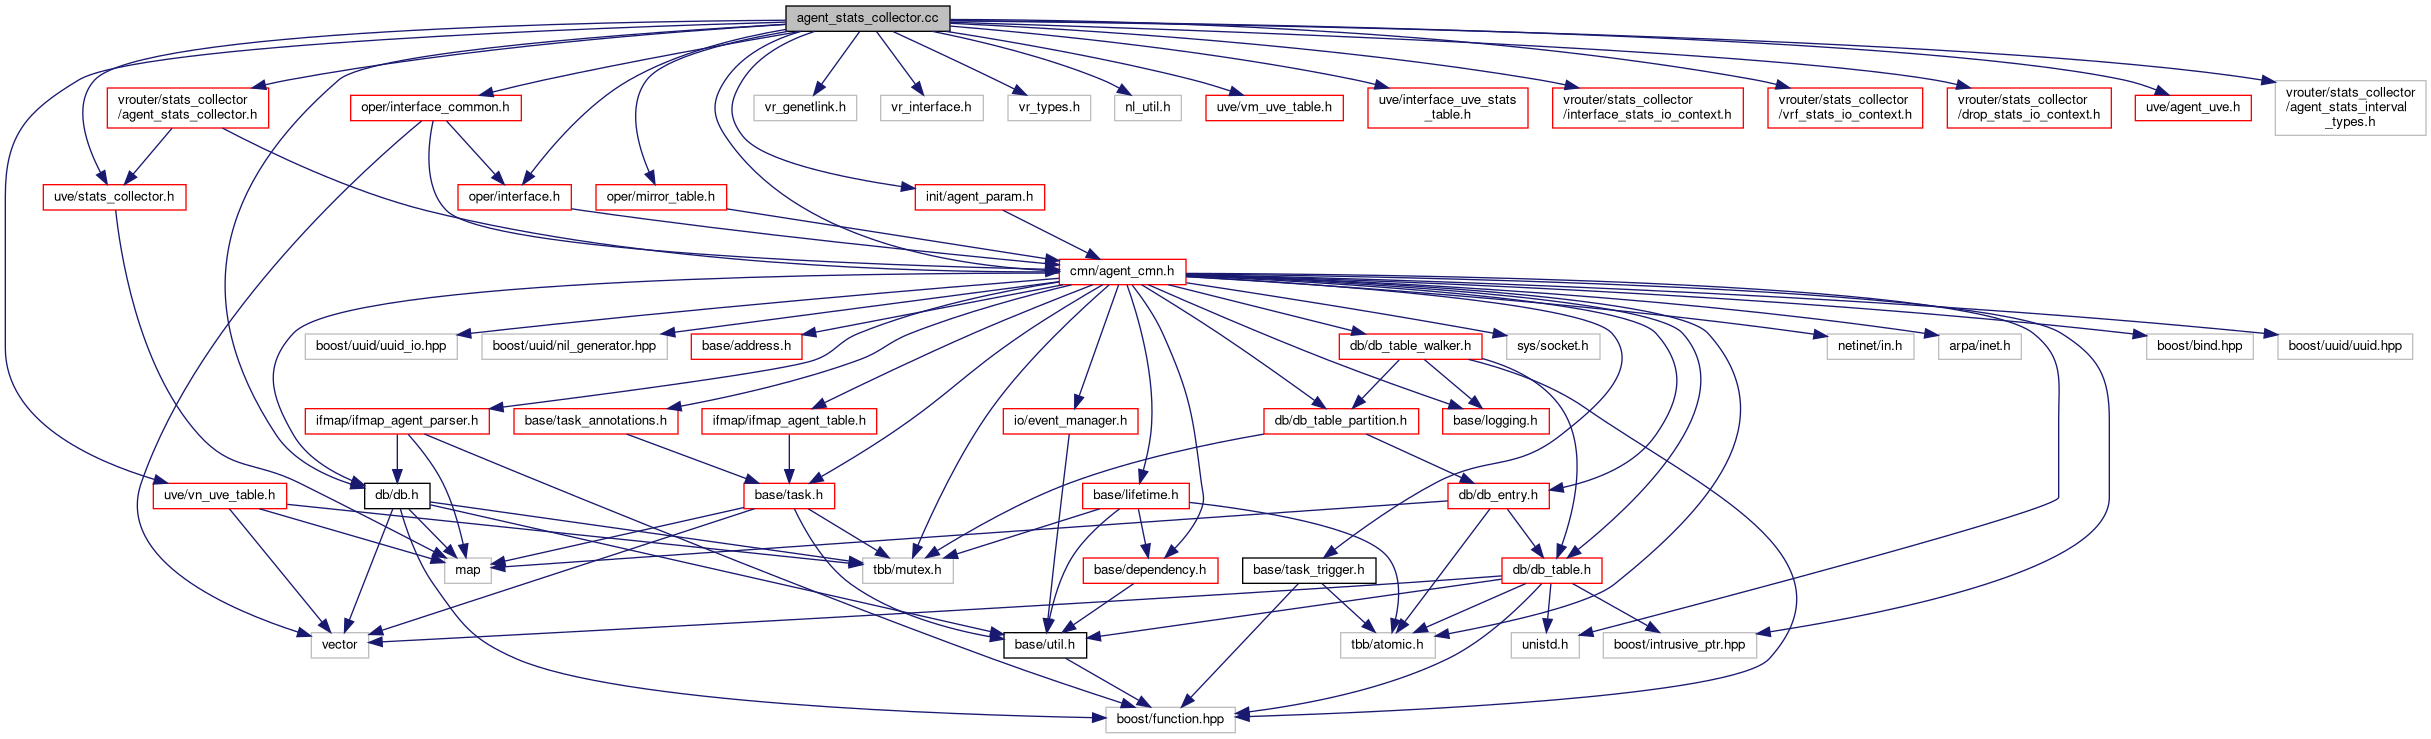 agent_stats_collector.cc
vrouter/stats_collector
/agent_stats_collector.h
oper/interface_common.h
vr_genetlink.h
vr_interface.h
vr_types.h
nl_util.h
uve/vm_uve_table.h
uve/interface_uve_stats
_table.h
vrouter/stats_collector
/interface_stats_io_context.h
vrouter/stats_collector
/vrf_stats_io_context.h
vrouter/stats_collector
/drop_stats_io_context.h
uve/agent_uve.h
vrouter/stats_collector
/agent_stats_interval
_types.h
uve/stats_collector.h
oper/interface.h
oper/mirror_table.h
init/agent_param.h
cmn/agent_cmn.h
boost/uuid/uuid_io.hpp
boost/uuid/nil_generator.hpp
base/address.h
db/db_table_walker.h
sys/socket.h
netinet/in.h
arpa/inet.h
boost/bind.hpp
boost/uuid/uuid.hpp
ifmap/ifmap_agent_parser.h
base/task_annotations.h
ifmap/ifmap_agent_table.h
io/event_manager.h
db/db_table_partition.h
base/logging.h
uve/vn_uve_table.h
db/db.h
base/task.h
base/lifetime.h
db/db_entry.h
map
tbb/mutex.h
base/dependency.h
base/task_trigger.h
db/db_table.h
vector
base/util.h
tbb/atomic.h
unistd.h
boost/intrusive_ptr.hpp
boost/function.hpp